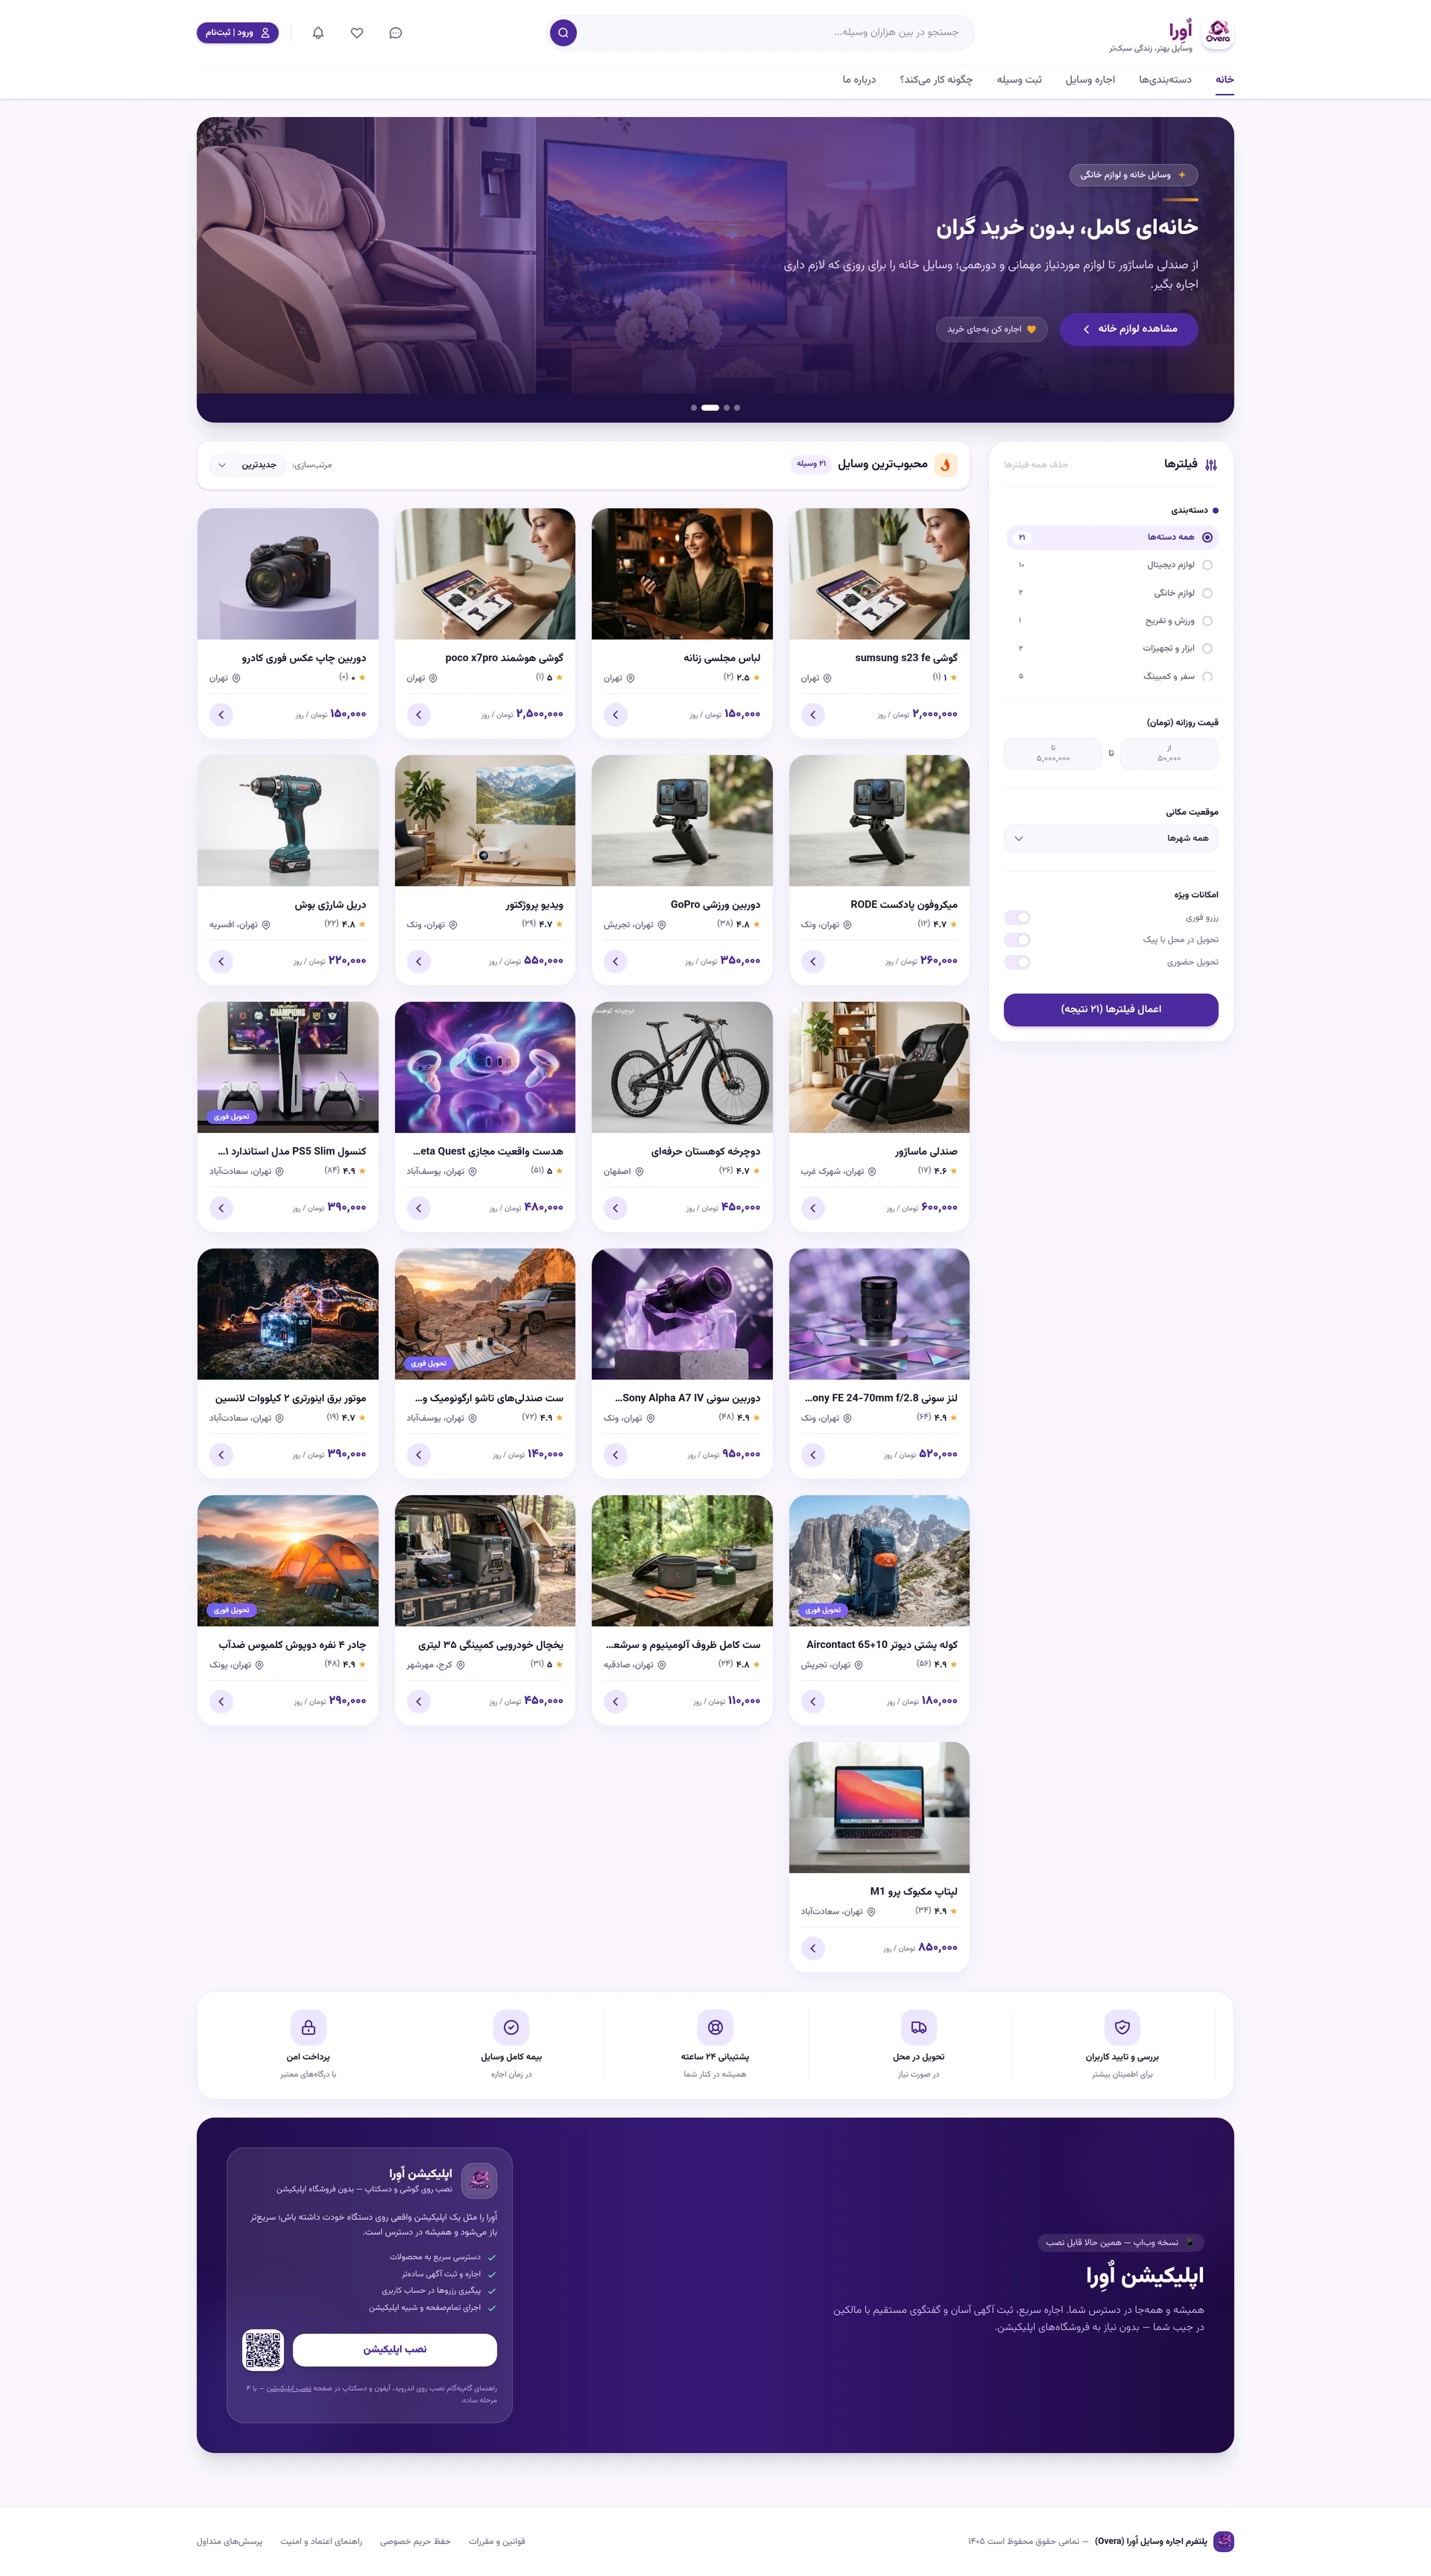 اُوِرا
وسایل بهتر، زندگی سبک‌تر
Overa
جستجو در بین هزاران وسیله...
ورود | ثبت‌نام
خانه
دسته‌بندی‌ها
اجاره وسایل
ثبت وسیله
چگونه کار می‌کند؟
درباره ما
وسایل خانه و لوازم خانگی
خانه‌ای کامل، بدون خرید گران
از صندلی ماساژور تا لوازم موردنیاز مهمانی و دورهمی؛ وسایل خانه را برای روزی که لازم داری
اجاره بگیر.
مشاهده لوازم خانه
اجاره کن به‌جای خرید
فیلترها
حذف همه فیلترها
دسته‌بندی
همه دسته‌ها ۲۱
لوازم دیجیتال ۱۰
لوازم خانگی ۲
ورزش و تفریح ۱
ابزار و تجهیزات ۲
سفر و کمپینگ ۵
قیمت روزانه (تومان)
از
۵۰,۰۰۰
تا
تا
۵,۰۰۰,۰۰۰
موقعیت مکانی
همه شهرها
امکانات ویژه
رزرو فوری
تحویل در محل با پیک
تحویل حضوری
اعمال فیلترها (۲۱ نتیجه)
محبوب‌ترین وسایل ۲۱ وسیله
مرتب‌سازی: جدیدترین
گوشی sumsung s23 fe
۱ (۱) تهران
۲,۰۰۰,۰۰۰ تومان / روز
لباس مجلسی زنانه
۲.۵ (۲) تهران
۱۵۰,۰۰۰ تومان / روز
گوشی هوشمند poco x7pro
۵ (۱) تهران
۲,۵۰۰,۰۰۰ تومان / روز
SONY
دوربین چاپ عکس فوری کادرو
۰ (۰) تهران
۱۵۰,۰۰۰ تومان / روز
میکروفون پادکست RODE
۴.۷ (۱۲) تهران، ونک
۲۶۰,۰۰۰ تومان / روز
دوربین ورزشی GoPro
۴.۸ (۳۸) تهران، تجریش
۳۵۰,۰۰۰ تومان / روز
ویدیو پروژکتور
۴.۷ (۲۹) تهران، ونک
۵۵۰,۰۰۰ تومان / روز
دریل شارژی بوش
۴.۸ (۲۲) تهران، افسریه
۲۲۰,۰۰۰ تومان / روز
صندلی ماساژور
۴.۶ (۱۷) تهران، شهرک غرب
۶۰۰,۰۰۰ تومان / روز
دوچرخه کوهست
دوچرخه کوهستان حرفه‌ای
۴.۷ (۲۶) اصفهان
۴۵۰,۰۰۰ تومان / روز
هدست واقعیت مجازی eta Quest...
۵ (۵۱) تهران، یوسف‌آباد
۴۸۰,۰۰۰ تومان / روز
CHAMPIONS
تحویل فوری
کنسول PS5 Slim مدل استاندارد ۱...
۴.۹ (۸۴) تهران، سعادت‌آباد
۳۹۰,۰۰۰ تومان / روز
لنز سونی ony FE 24-70mm f/2.8...
۴.۹ (۶۴) تهران، ونک
۵۲۰,۰۰۰ تومان / روز
دوربین سونی Sony Alpha A7 IV...
۴.۹ (۴۸) تهران، ونک
۹۵۰,۰۰۰ تومان / روز
تحویل فوری
ست صندلی‌های تاشو ارگونومیک و...
۴.۹ (۷۲) تهران، یوسف‌آباد
۱۴۰,۰۰۰ تومان / روز
موتور برق اینورتری ۲ کیلووات لانسین
۴.۷ (۱۹) تهران، سعادت‌آباد
۳۹۰,۰۰۰ تومان / روز
تحویل فوری
کوله پشتی دیوتر Aircontact 65+10
۴.۹ (۵۶) تهران، تجریش
۱۸۰,۰۰۰ تومان / روز
ست کامل ظروف آلومینیوم و سرشع...
۴.۸ (۲۴) تهران، صادقیه
۱۱۰,۰۰۰ تومان / روز
یخچال خودرویی کمپینگی ۳۵ لیتری
۵ (۳۱) کرج، مهرشهر
۴۵۰,۰۰۰ تومان / روز
تحویل فوری
چادر ۴ نفره دوپوش کلمبوس ضدآب
۴.۹ (۴۸) تهران، پونک
۲۹۰,۰۰۰ تومان / روز
لپتاپ مکبوک پرو M1
۴.۹ (۳۴) تهران، سعادت‌آباد
۸۵۰,۰۰۰ تومان / روز
بررسی و تایید کاربران
برای اطمینان بیشتر
تحویل در محل
در صورت نیاز
پشتیبانی ۲۴ ساعته
همیشه در کنار شما
بیمه کامل وسایل
در زمان اجاره
پرداخت امن
با درگاه‌های معتبر
نسخه وب‌اپ — همین حالا قابل نصب
اپلیکیشن اُوِرا
همیشه و همه‌جا در دسترس شما. اجاره سریع، ثبت آگهی آسان و گفتگوی مستقیم با مالکین
در جیب شما — بدون نیاز به فروشگاه‌های اپلیکیشن.
اپلیکیشن اُوِرا
نصب روی گوشی و دسکتاپ — بدون فروشگاه اپلیکیشن
اُوِرا را مثل یک اپلیکیشن واقعی روی دستگاه خودت داشته باش؛ سریع‌تر
باز می‌شود و همیشه در دسترس است.
دسترسی سریع به محصولات
اجاره و ثبت آگهی ساده‌تر
پیگیری رزروها در حساب کاربری
اجرای تمام‌صفحه و شبیه اپلیکیشن
نصب اپلیکیشن
راهنمای گام‌به‌گام نصب روی اندروید، آیفون و دسکتاپ در صفحه نصب اپلیکیشن — با ۴
مرحله ساده.
پلتفرم اجاره وسایل اُوِرا (Overa) — تمامی حقوق محفوظ است ۱۴۰۵
قوانین و مقررات
حفظ حریم خصوصی
راهنمای اعتماد و امنیت
پرسش‌های متداول